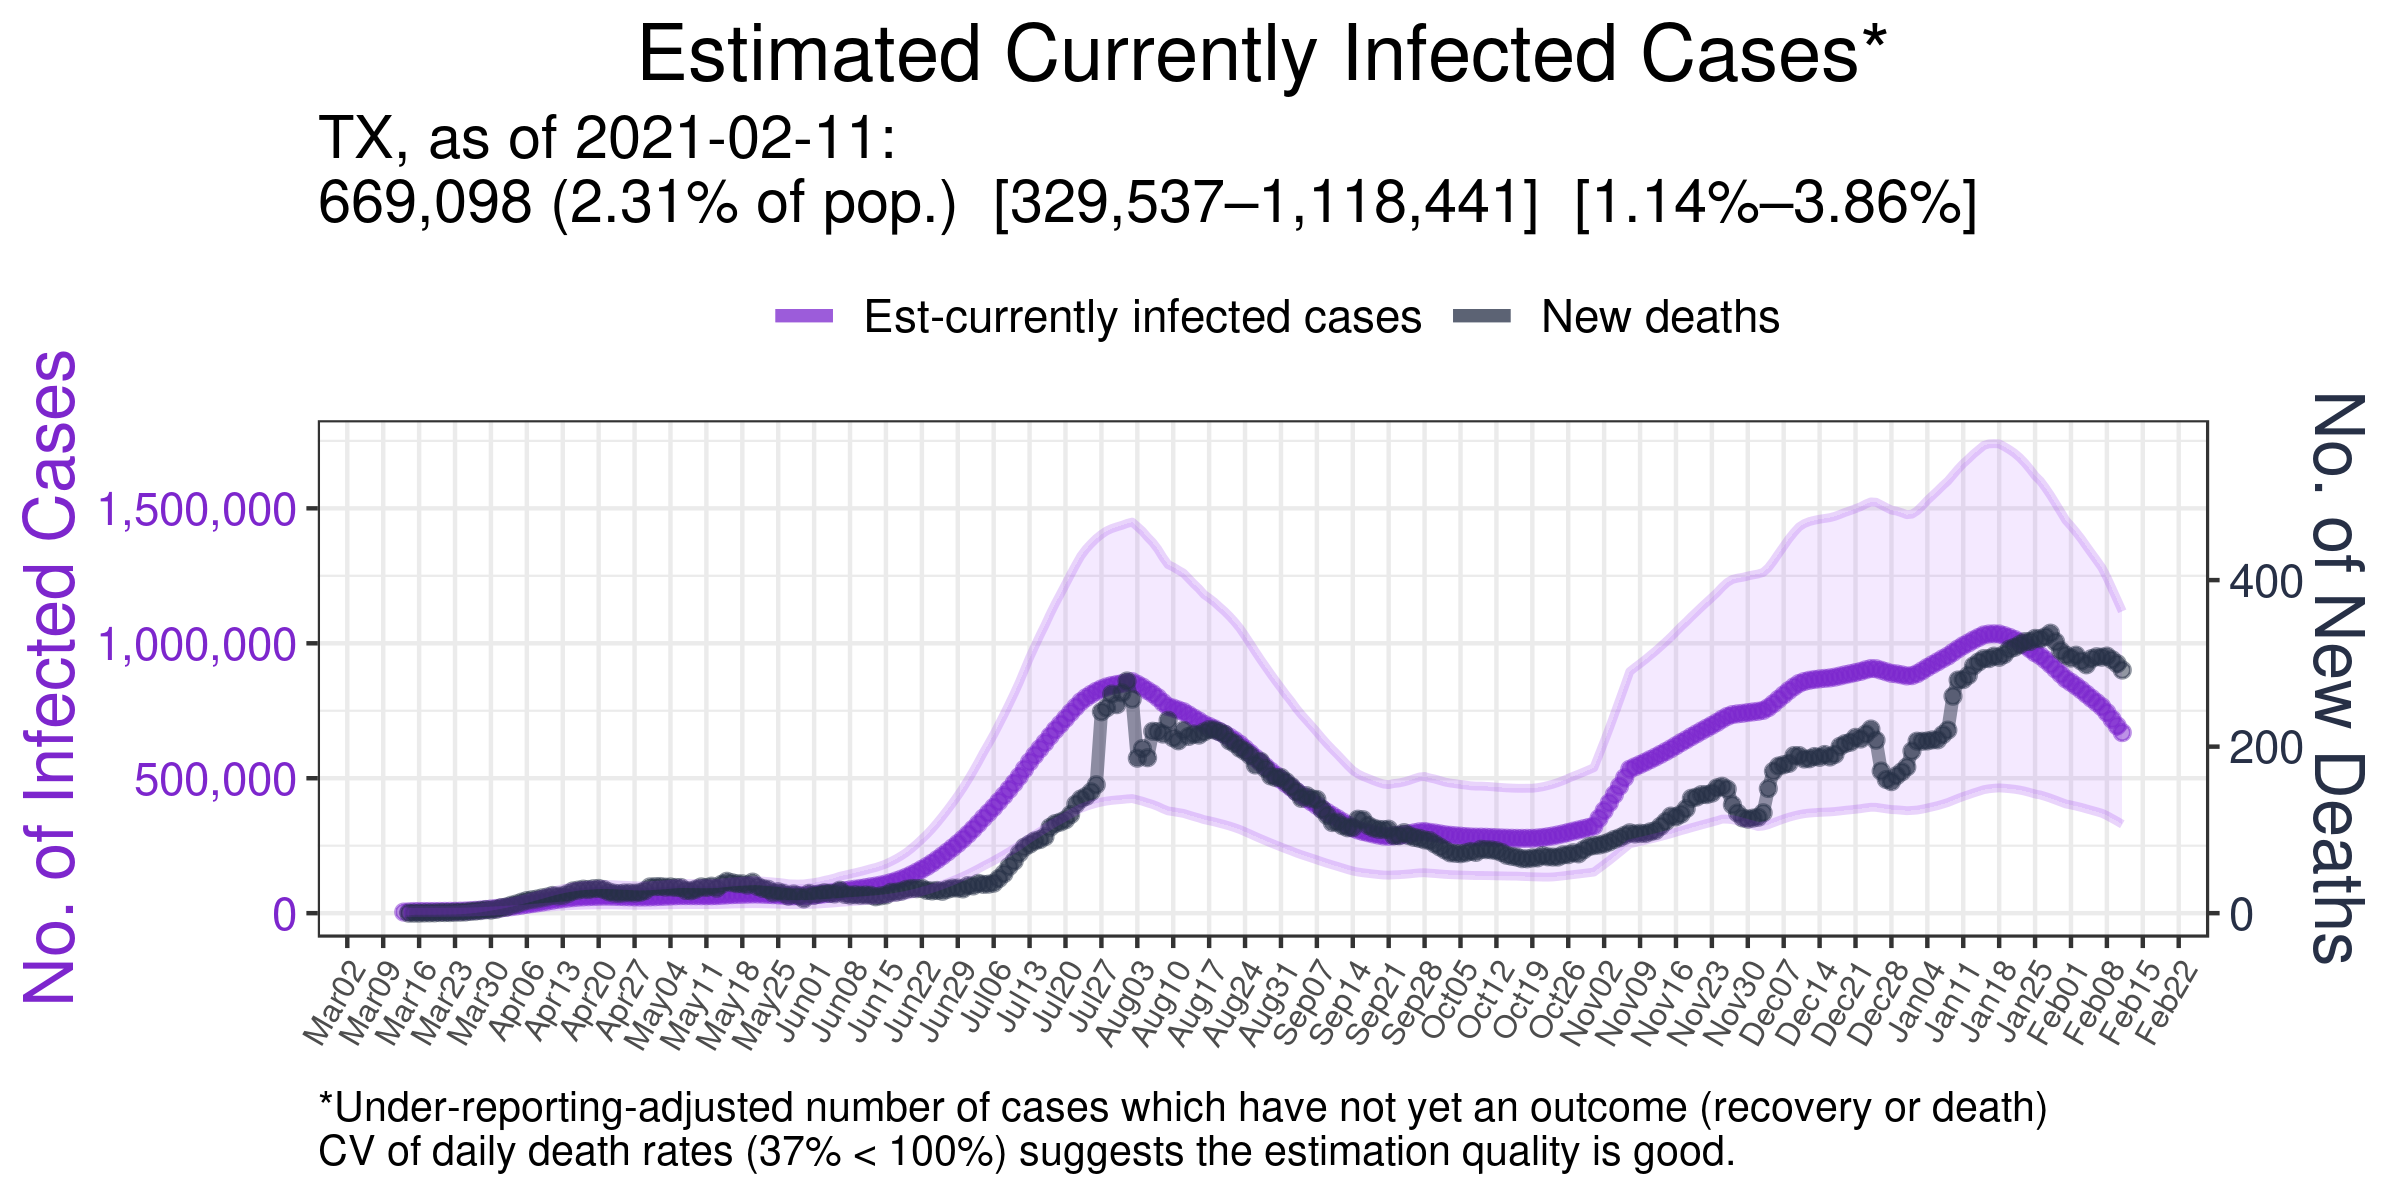 Estimated Currently Infected Cases*
TX, as of 2021-02-11:
669,098 (2.31% of pop.) [329,537–1,118,441] [1.14%–3.86%]
Est-currently infected cases New deaths
No. of Infected Cases
1,500,000
1,000,000
500,000
0
400
200
0
No. of New Deaths
Mar02 Mar09 Mar16 Mar23 Mar30 Apr06 Apr13 Apr20 Apr27 May04 May11 May18 May25 Jun01 Jun08 Jun15 Jun22 Jun29 Jul06 Jul13 Jul20 Jul27 Aug03 Aug10 Aug17 Aug24 Aug31 Sep07 Sep14 Sep21 Sep28 Oct05 Oct12 Oct19 Oct26 Nov02 Nov09 Nov16 Nov23 Nov30 Dec07 Dec14 Dec21 Dec28 Jan04 Jan11 Jan18 Jan25 Feb01 Feb08 Feb15 Feb22
*Under-reporting-adjusted number of cases which have not yet an outcome (recovery or death)
CV of daily death rates (37% < 100%) suggests the estimation quality is good.